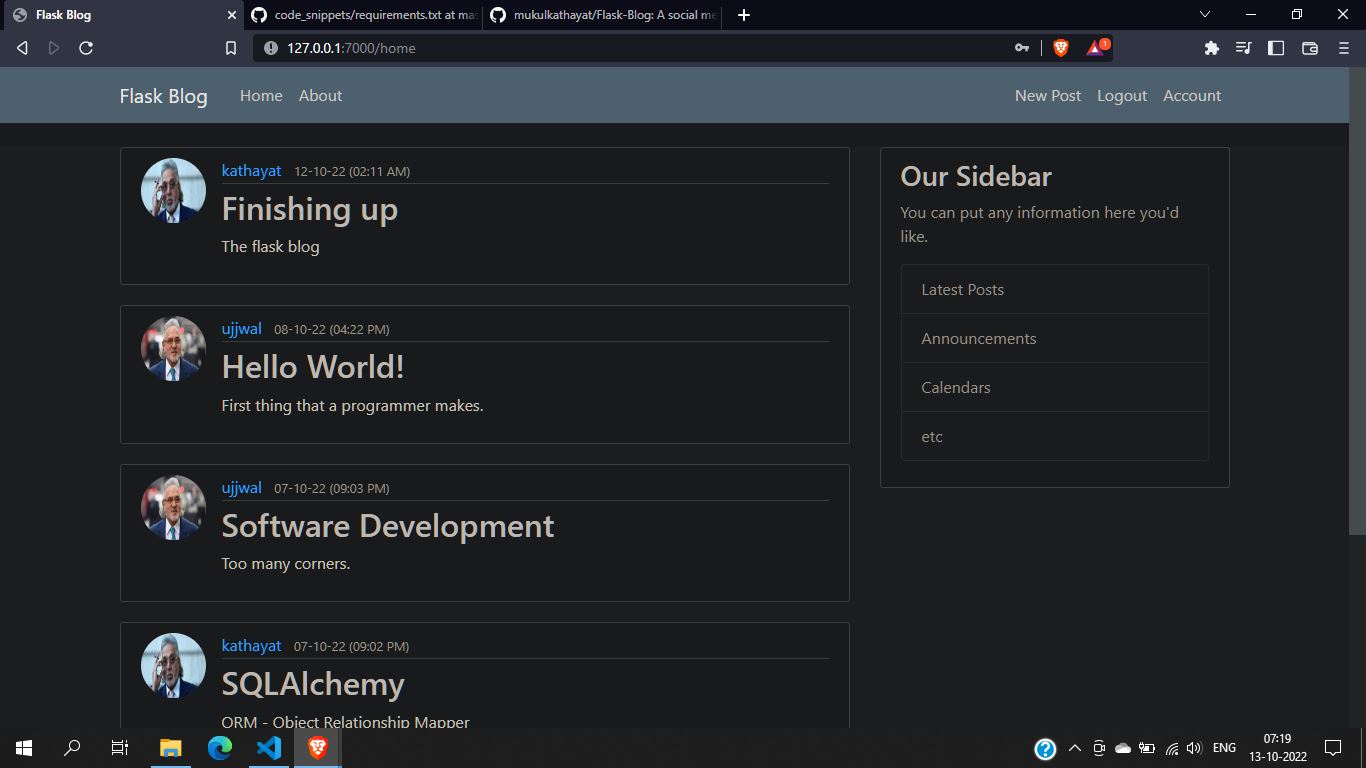 Flask Blog
code_snippets/requirements.txt at mas
mukulkathayat/Flask-Blog: A social me
127.0.0.1:7000/home
1
Flask Blog
Home
About
New Post
Logout
Account
kathayat 12-10-22 (02:11 AM)
Finishing up
The flask blog
ujjwal 08-10-22 (04:22 PM)
Hello World!
First thing that a programmer makes.
ujjwal 07-10-22 (09:03 PM)
Software Development
Too many corners.
kathayat 07-10-22 (09:02 PM)
SQLAlchemy
ORM - Object Relationship Mapper
Our Sidebar
You can put any information here you'd
like.
Latest Posts
Announcements
Calendars
etc
ENG
07:19
13-10-2022